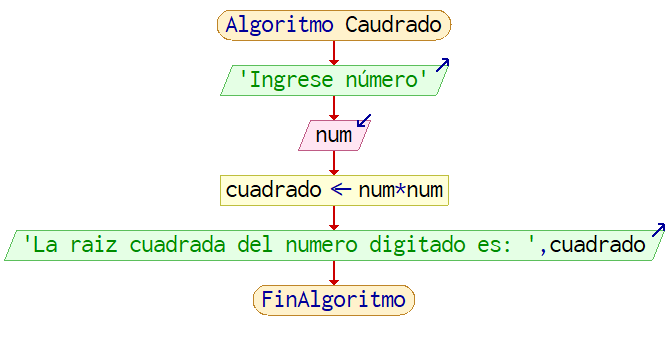 Algoritmo Caudrado
'Ingrese número'
num
cuadrado ← num*num
'La raiz cuadrada del numero digitado es: ',cuadrado
FinAlgoritmo